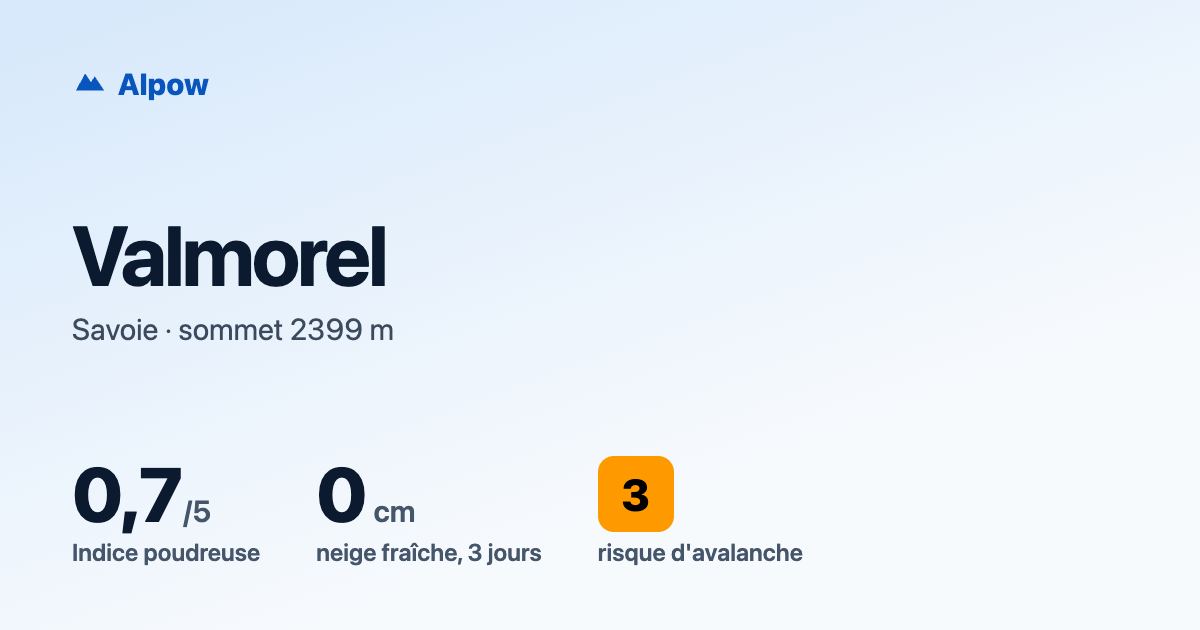 Alpow
Valmorel
Savoie · sommet 2399 m
0,7/5
Indice poudreuse
0 cm
neige fraîche, 3 jours
3
risque d'avalanche